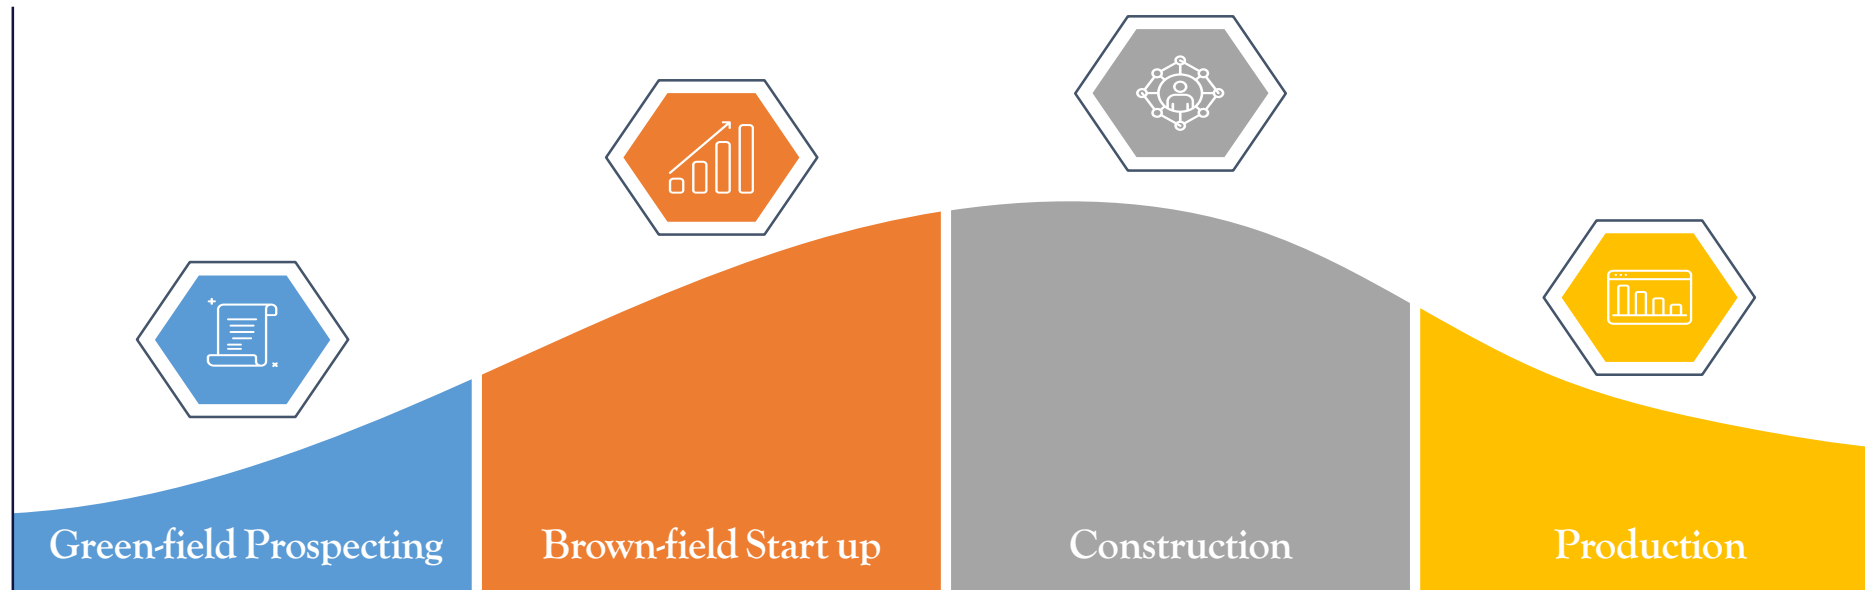 Green-field Prospecting
Brown-field Start up
Construction
Production